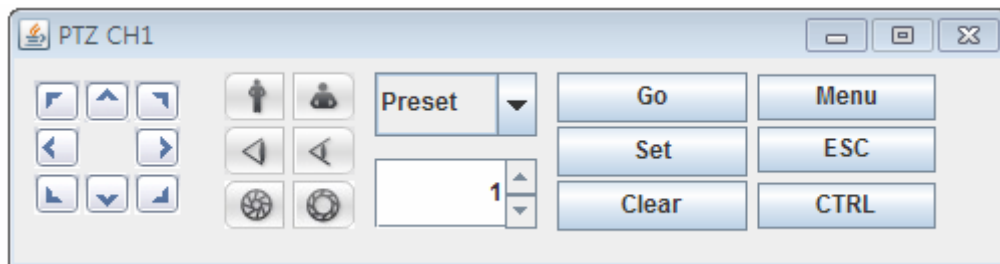 PTZ CH1
Preset
Go
Menu
Set
ESC
1
Clear
CTRL